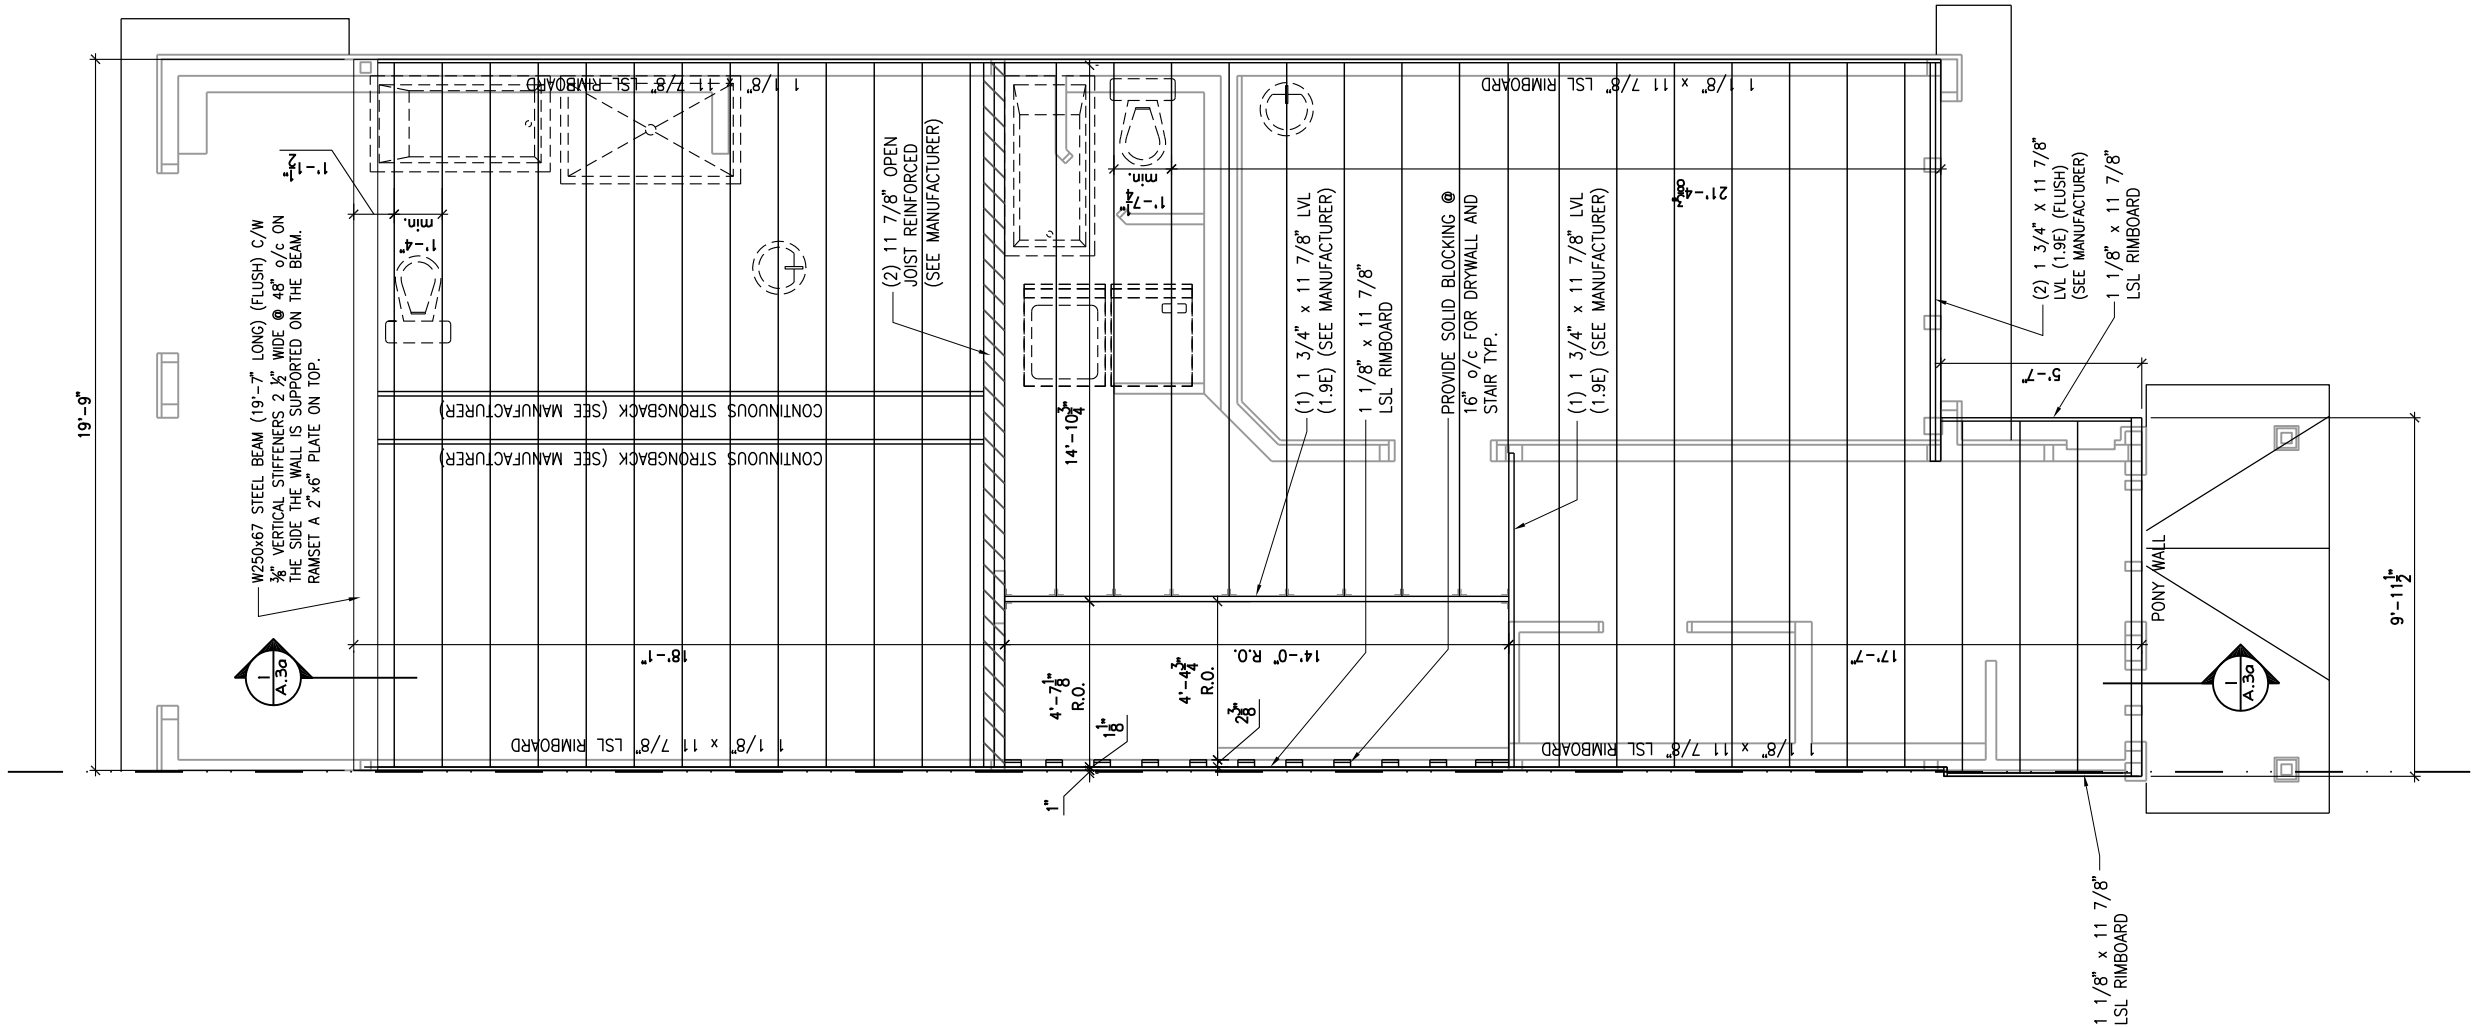 19'-9"
W250x67 STEEL BEAM (19'-7" LONG) (FLUSH) C/W
⅜" VERTICAL STIFFENERS 2 ½" WIDE @ 48" o/c ON
THE SIDE THE WALL IS SUPPORTED ON THE BEAM.
RAMSET A 2"x6" PLATE ON TOP.
1'-1½"
1'-4"
min.
1 1/8" x 11 7/8" LSL RIMBOARD
CONTINUOUS STRONGBACK (SEE MANUFACTURER)
CONTINUOUS STRONGBACK (SEE MANUFACTURER)
18'-1"
1
A.3a
1 1/8" x 11 7/8" LSL RIMBOARD
(2) 11 7/8" OPEN
JOIST REINFORCED
(SEE MANUFACTURER)
14'-10¾"
1'-7¼"
min.
4'-7⅛"
R.O.
1⅛"
1"
4'-4¾"
R.O.
2⅜"
14'-0" R.O.
(1) 1 3/4" x 11 7/8" LVL
(1.9E) (SEE MANUFACTURER)
1 1/8" x 11 7/8"
LSL RIMBOARD
PROVIDE SOLID BLOCKING @
16" o/c FOR DRYWALL AND
STAIR TYP.
(1) 1 3/4" x 11 7/8" LVL
(1.9E) (SEE MANUFACTURER)
1 1/8" x 11 7/8" LSL RIMBOARD
21'-4⅜"
1 1/8" x 11 7/8" LSL RIMBOARD
17'-7"
(2) 1 3/4" X 11 7/8"
LVL (1.9E) (FLUSH)
(SEE MANUFACTURER)
1 1/8" x 11 7/8"
LSL RIMBOARD
5'-7"
PONY WALL
1
A.3a
9'-11½"
1 1/8" x 11 7/8"
LSL RIMBOARD